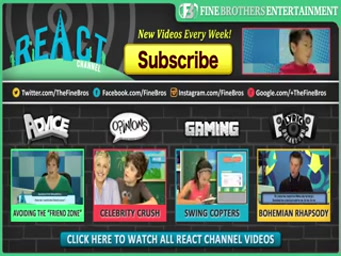 FINE BROTHERS ENTERTAINMENT
REACT
CHANNEL
New Videos Every Week!
Subscribe
Twitter.com/TheFineBros
Facebook.com/FineBros
Instagram.com/FineBros
Google.com/+TheFineBros
ADVICE
OPINIONS
GAMING
LYRIC
AVOIDING THE "FRIEND ZONE"
CELEBRITY CRUSH
SWING COPTERS
BOHEMIAN RHAPSODY
CLICK HERE TO WATCH ALL REACT CHANNEL VIDEOS